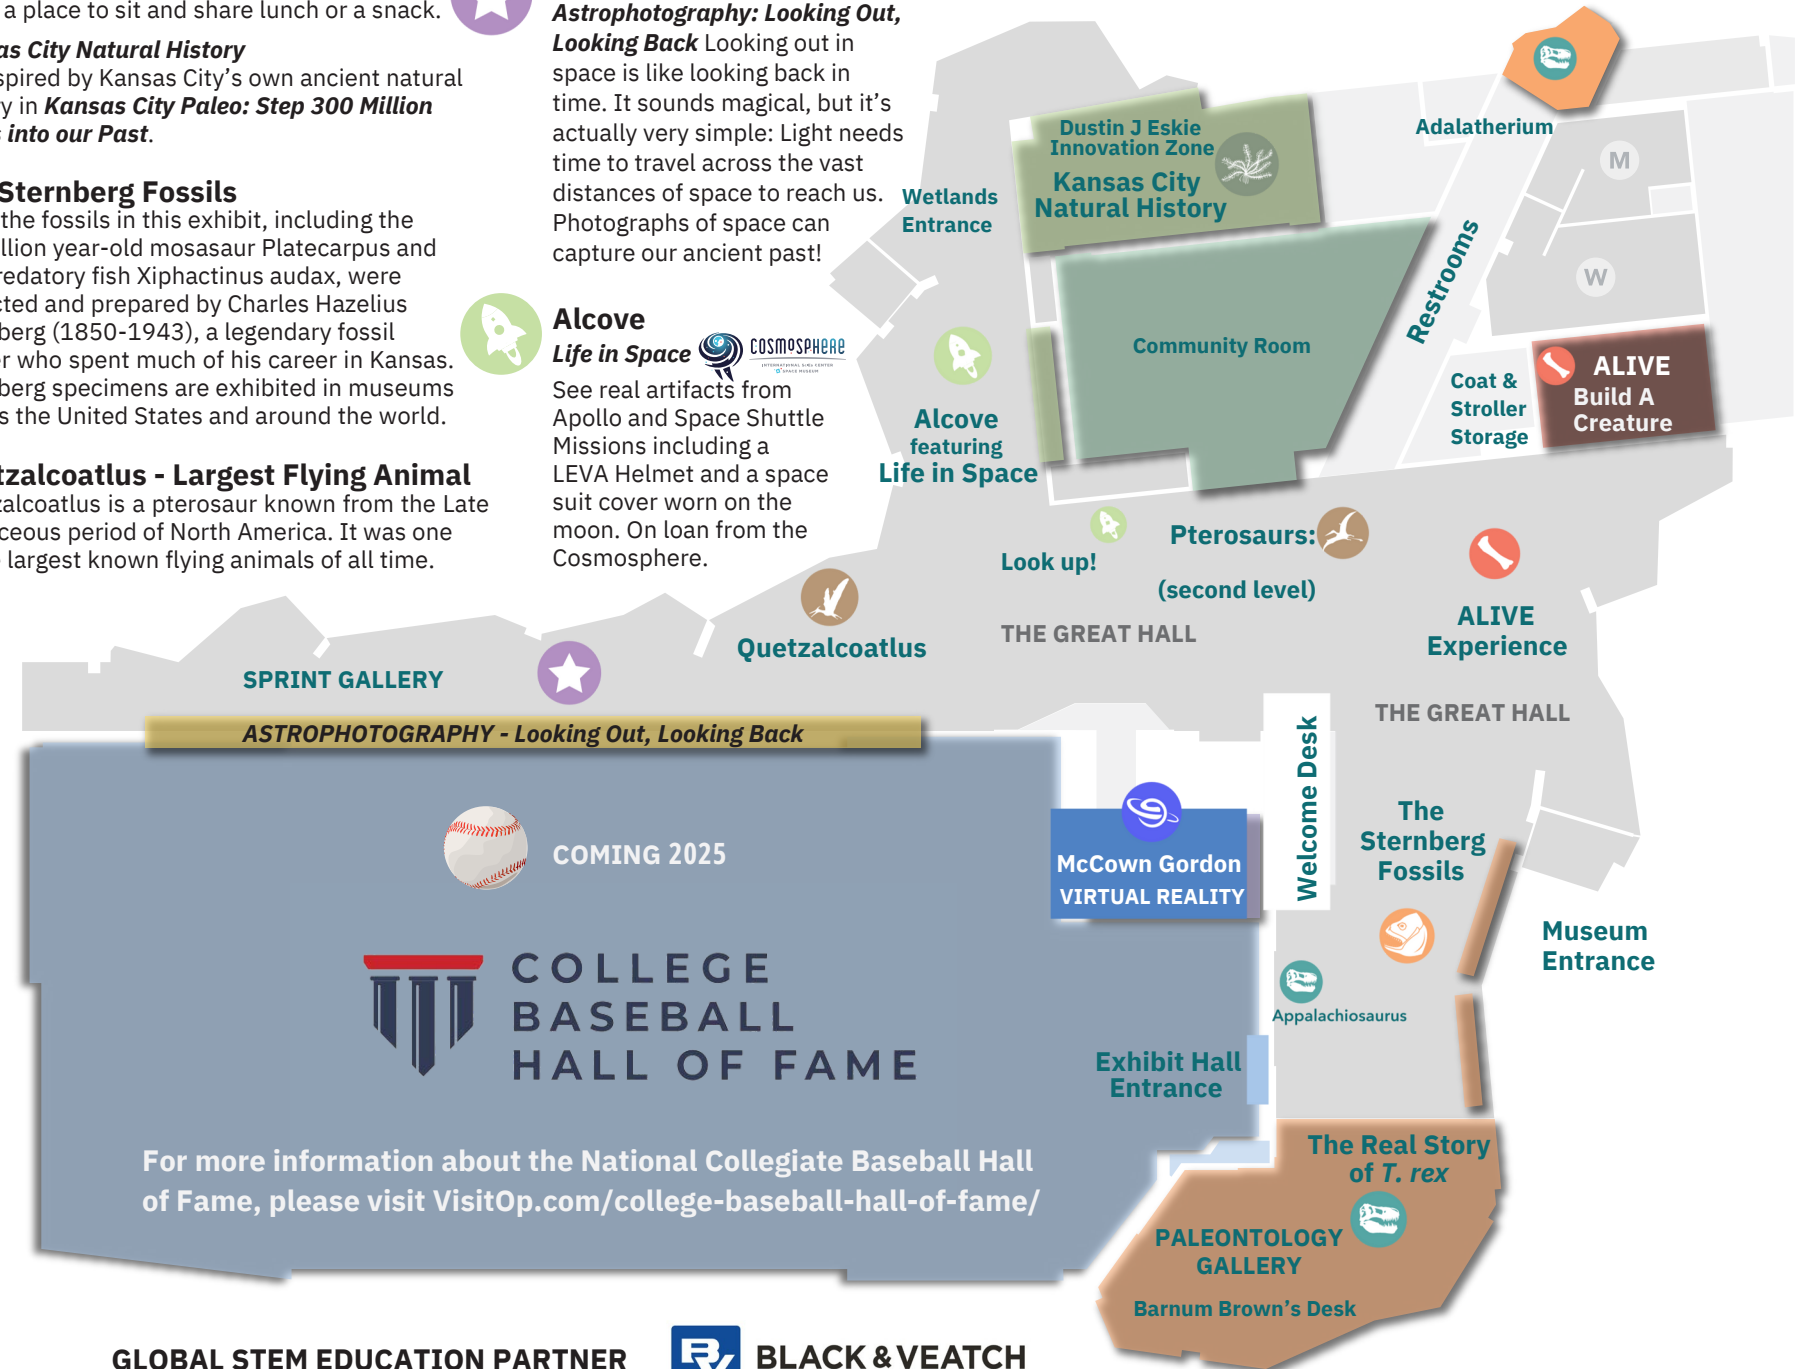 a place to sit and share lunch or a snack.
as City Natural History
spired by Kansas City's own ancient natural
y in Kansas City Paleo: Step 300 Million
into our Past.
Sternberg Fossils
the fossils in this exhibit, including the
llion year-old mosasaur Platecarpus and
redatory fish Xiphactinus audax, were
cted and prepared by Charles Hazelius
berg (1850-1943), a legendary fossil
er who spent much of his career in Kansas.
berg specimens are exhibited in museums
s the United States and around the world.
tzalcoatlus - Largest Flying Animal
zalcoatlus is a pterosaur known from the Late
ceous period of North America. It was one
largest known flying animals of all time.
Astrophotography: Looking Out,
Looking Back Looking out in
space is like looking back in
time. It sounds magical, but it's
actually very simple: Light needs
time to travel across the vast
distances of space to reach us.
Photographs of space can
capture our ancient past!
Alcove
Life in Space
COSMOSPHERE
INTERNATIONAL SCI-ED CENTER
& SPACE MUSEUM
See real artifacts from
Apollo and Space Shuttle
Missions including a
LEVA Helmet and a space
suit cover worn on the
moon. On loan from the
Cosmosphere.
Wetlands
Entrance
Dustin J Eskie
Innovation Zone
Kansas City
Natural History
Adalatherium
M
W
Restrooms
Community Room
Coat &
Stroller
Storage
ALIVE
Build A
Creature
Alcove
featuring
Life in Space
Look up!
Pterosaurs:
(second level)
ALIVE
Experience
THE GREAT HALL
Quetzalcoatlus
SPRINT GALLERY
ASTROPHOTOGRAPHY - Looking Out, Looking Back
THE GREAT HALL
Welcome Desk
COMING 2025
McCown Gordon
VIRTUAL REALITY
The
Sternberg
Fossils
Museum
Entrance
COLLEGE
BASEBALL
HALL OF FAME
Appalachiosaurus
Exhibit Hall
Entrance
For more information about the National Collegiate Baseball Hall
of Fame, please visit VisitOp.com/college-baseball-hall-of-fame/
The Real Story
of T. rex
PALEONTOLOGY
GALLERY
Barnum Brown's Desk
GLOBAL STEM EDUCATION PARTNER
BV
BLACK & VEATCH